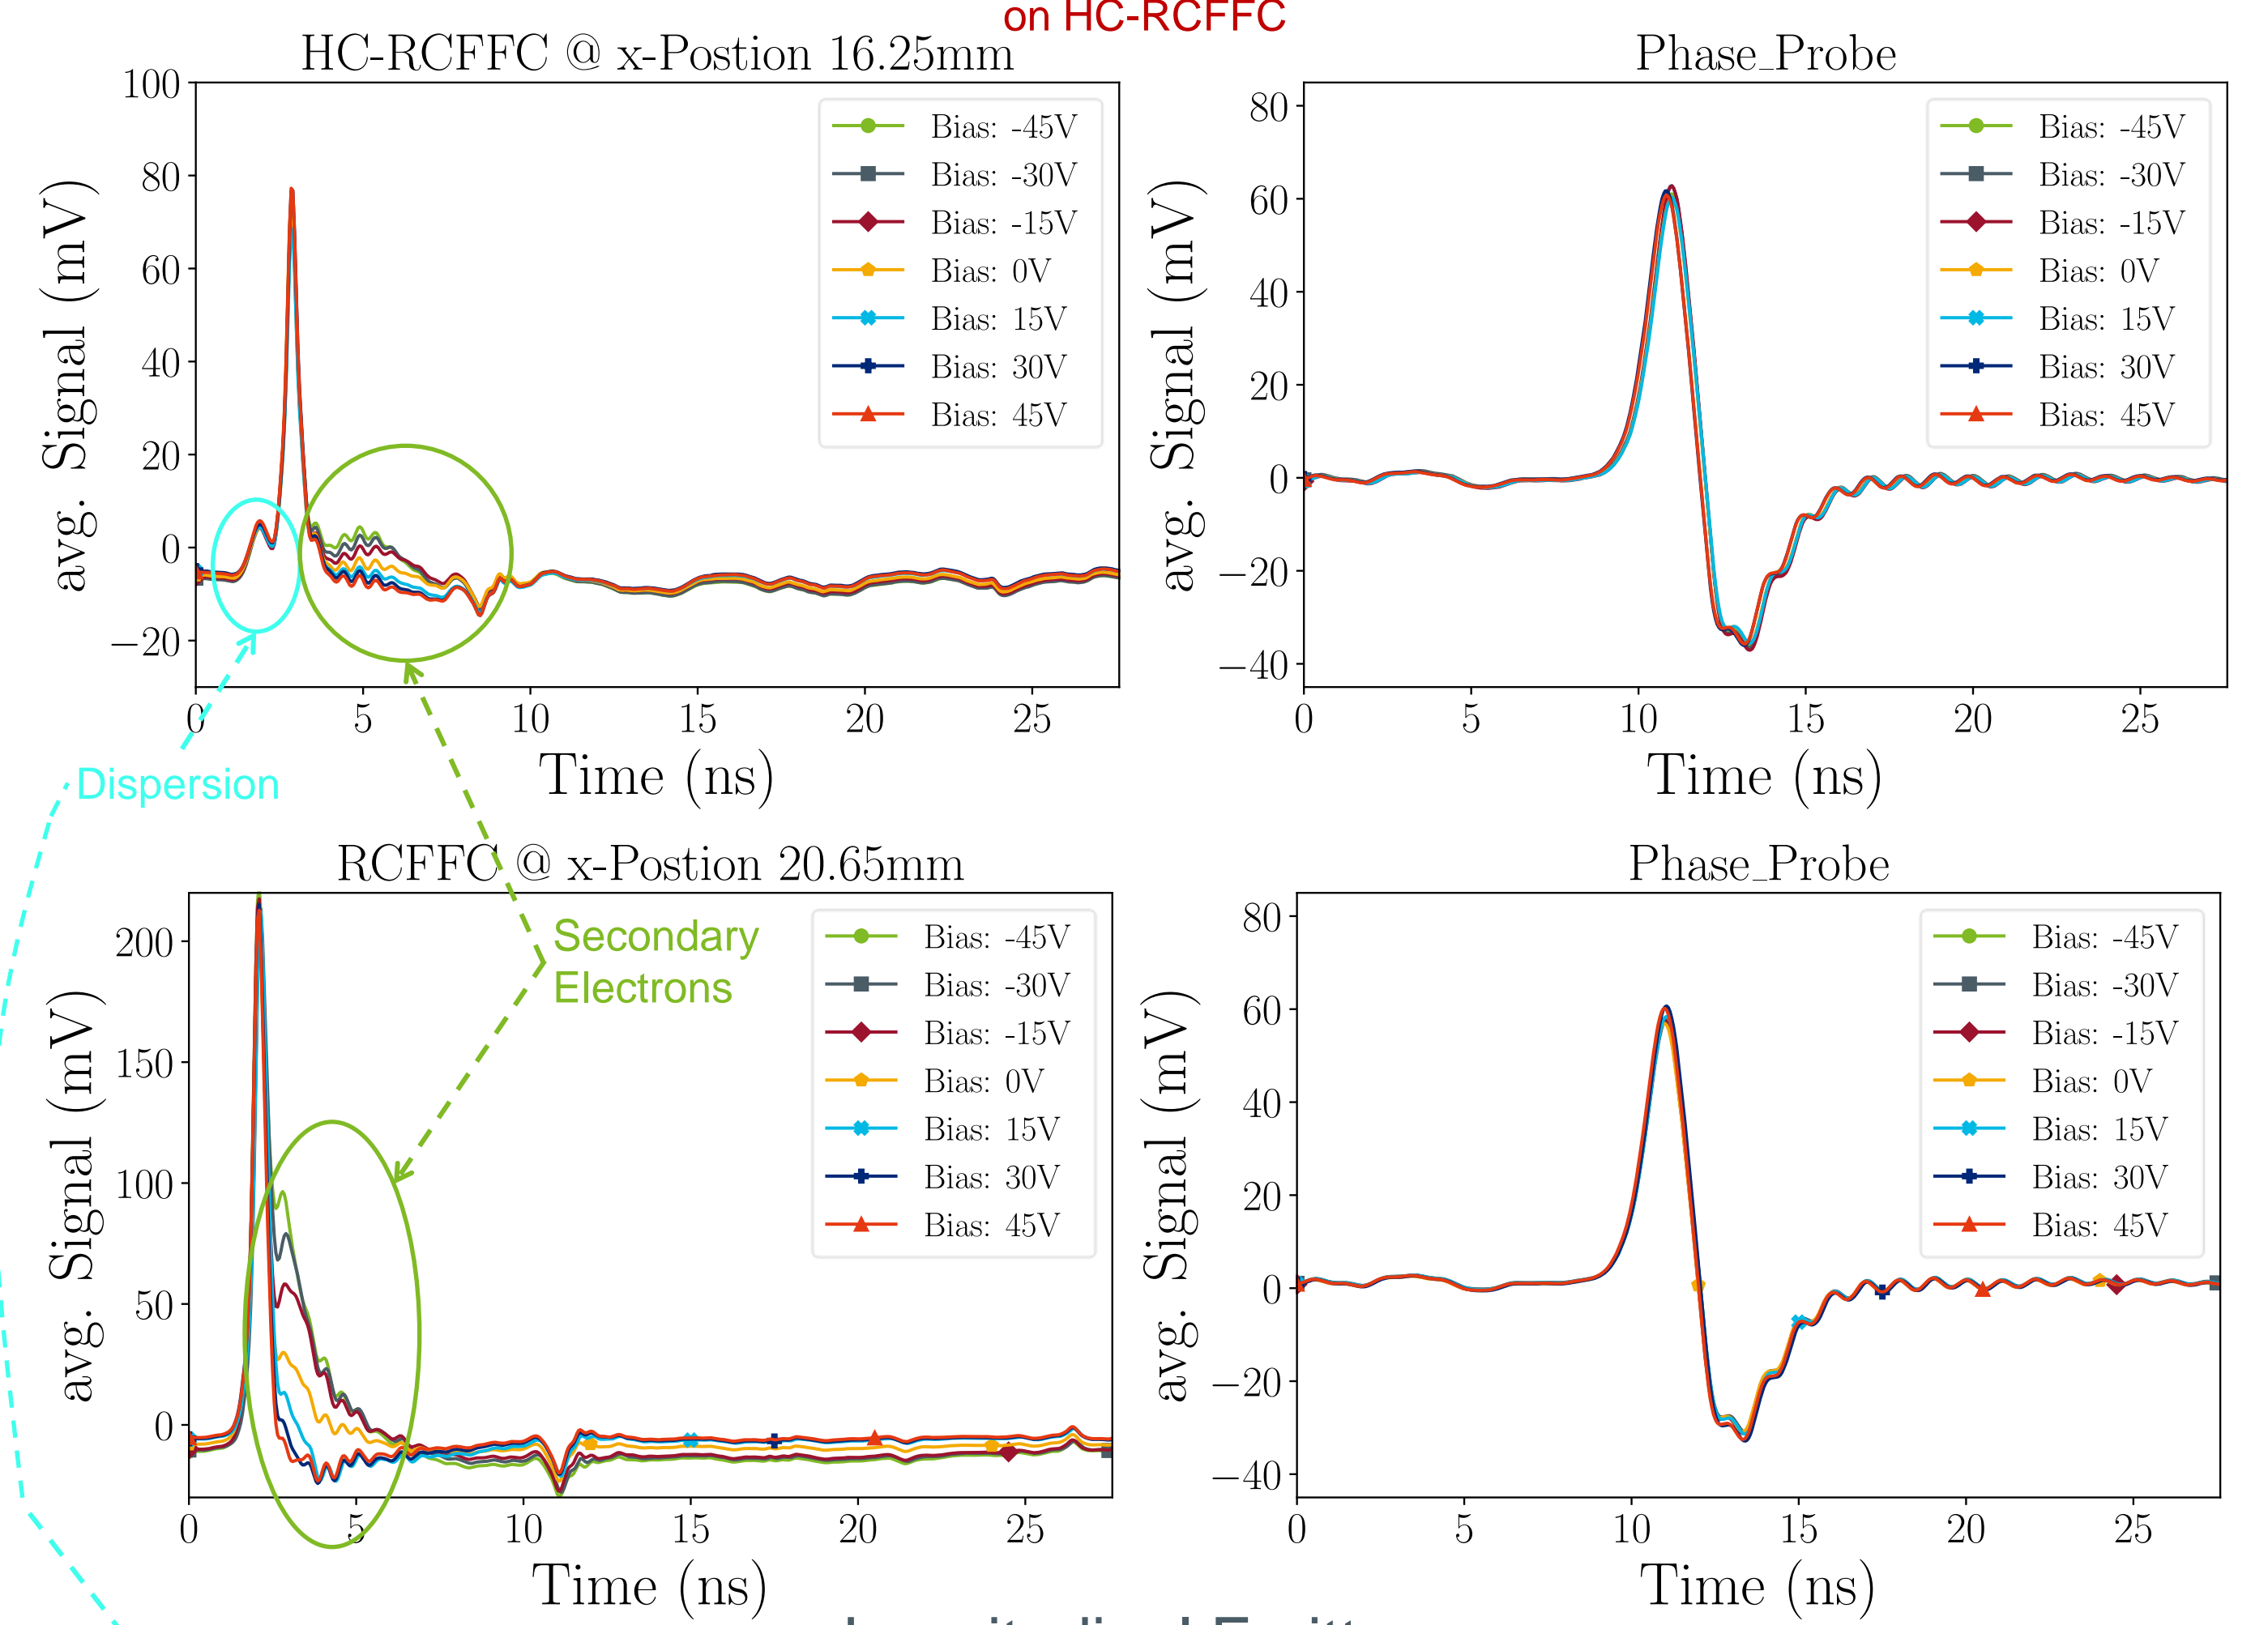 on HC-RCFFC
HC-RCFFC @ x-Postion 16.25mm
avg. Signal (mV)
100
80
60
40
20
0
−20
Bias: -45V
Bias: -30V
Bias: -15V
Bias: 0V
Bias: 15V
Bias: 30V
Bias: 45V
0 5 10 15 20 25
Time (ns)
Phase_Probe
avg. Signal (mV)
80
60
40
20
0
−20
−40
Bias: -45V
Bias: -30V
Bias: -15V
Bias: 0V
Bias: 15V
Bias: 30V
Bias: 45V
0 5 10 15 20 25
Time (ns)
Dispersion
RCFFC @ x-Postion 20.65mm
avg. Signal (mV)
200
150
100
50
0
Secondary
Electrons
Bias: -45V
Bias: -30V
Bias: -15V
Bias: 0V
Bias: 15V
Bias: 30V
Bias: 45V
0 5 10 15 20 25
Time (ns)
Phase_Probe
avg. Signal (mV)
80
60
40
20
0
−20
−40
Bias: -45V
Bias: -30V
Bias: -15V
Bias: 0V
Bias: 15V
Bias: 30V
Bias: 45V
0 5 10 15 20 25
Time (ns)